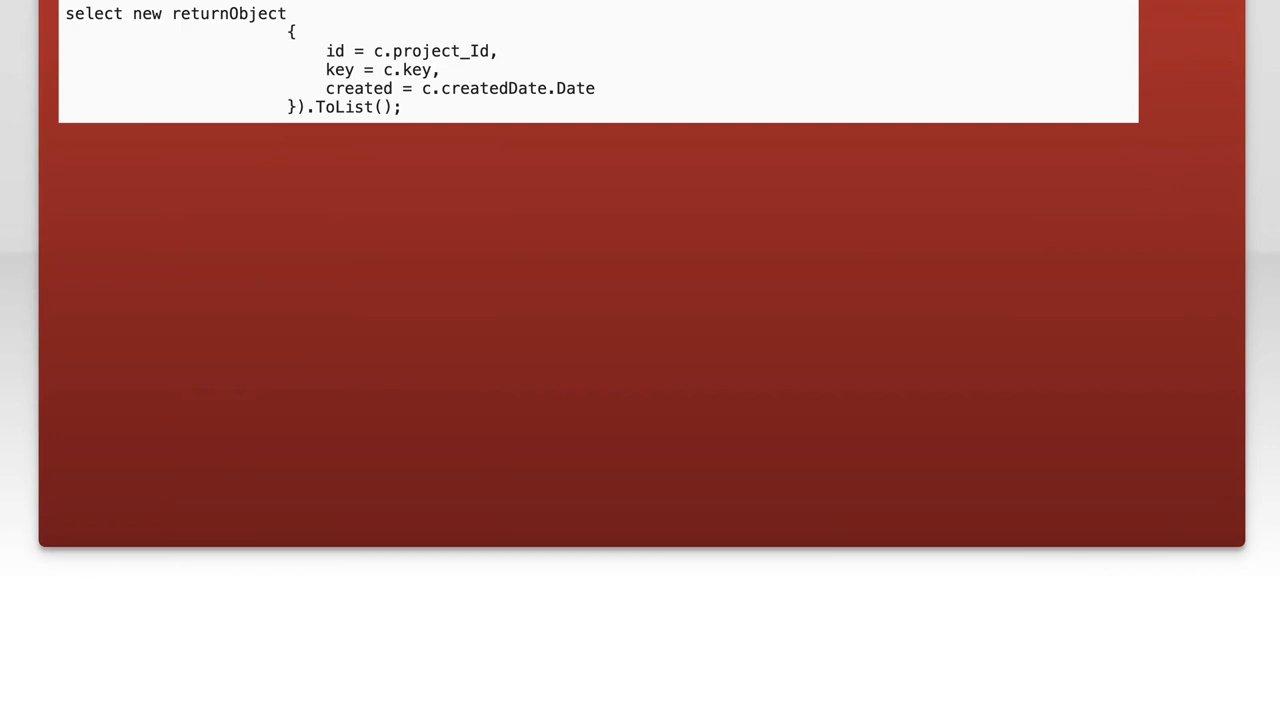 select new returnObject
{
id = c.project_Id,
key = c.key,
created = c.createdDate.Date
}).ToList();